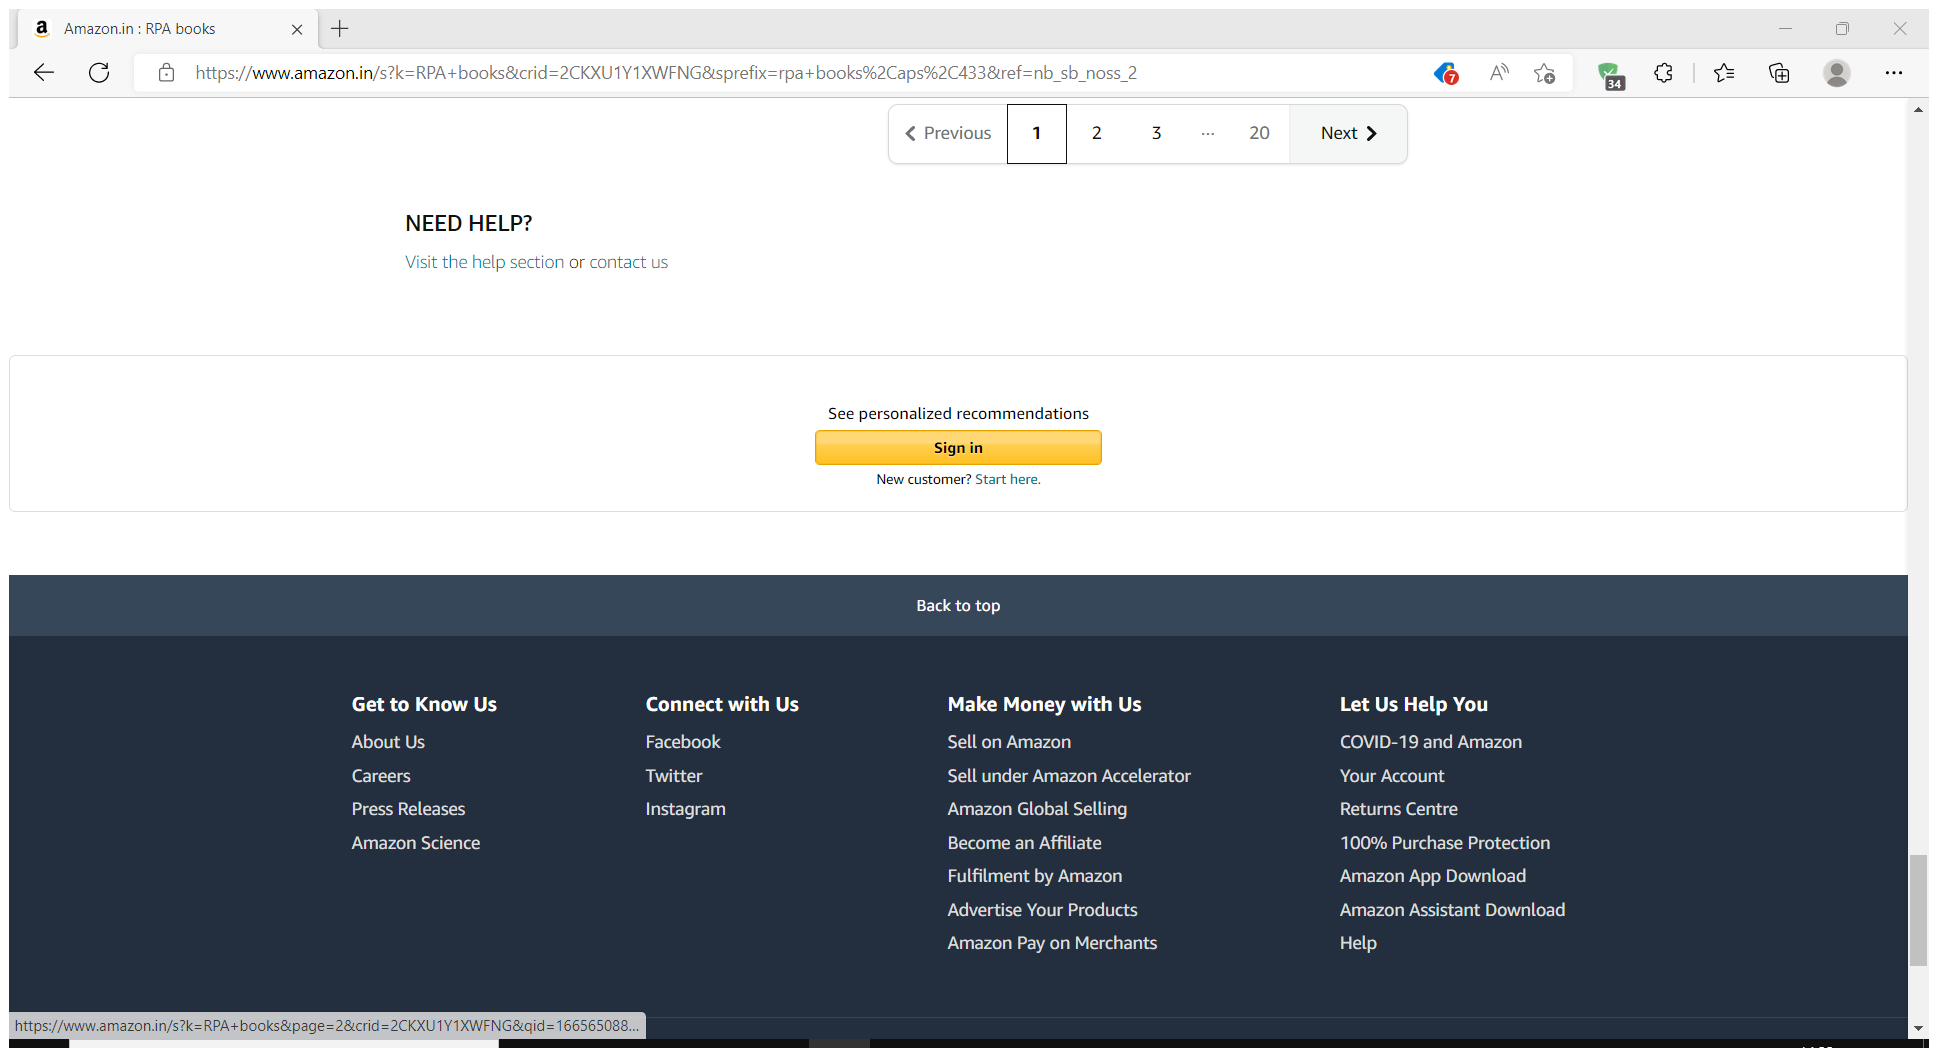 a Amazon.in : RPA books
https://www.amazon.in/s?k=RPA+books&crid=2CKXU1Y1XWFNG&sprefix=rpa+books%2Caps%2C433&ref=nb_sb_noss_2 7 A 34
Previous 1 2 3 ... 20 Next
NEED HELP?
Visit the help section or contact us
See personalized recommendations
Sign in
New customer? Start here.
Back to top
Get to Know Us
About Us
Careers
Press Releases
Amazon Science
Connect with Us
Facebook
Twitter
Instagram
Make Money with Us
Sell on Amazon
Sell under Amazon Accelerator
Amazon Global Selling
Become an Affiliate
Fulfilment by Amazon
Advertise Your Products
Amazon Pay on Merchants
Let Us Help You
COVID-19 and Amazon
Your Account
Returns Centre
100% Purchase Protection
Amazon App Download
Amazon Assistant Download
Help
https://www.amazon.in/s?k=RPA+books&page=2&crid=2CKXU1Y1XWFNG&qid=166565088...